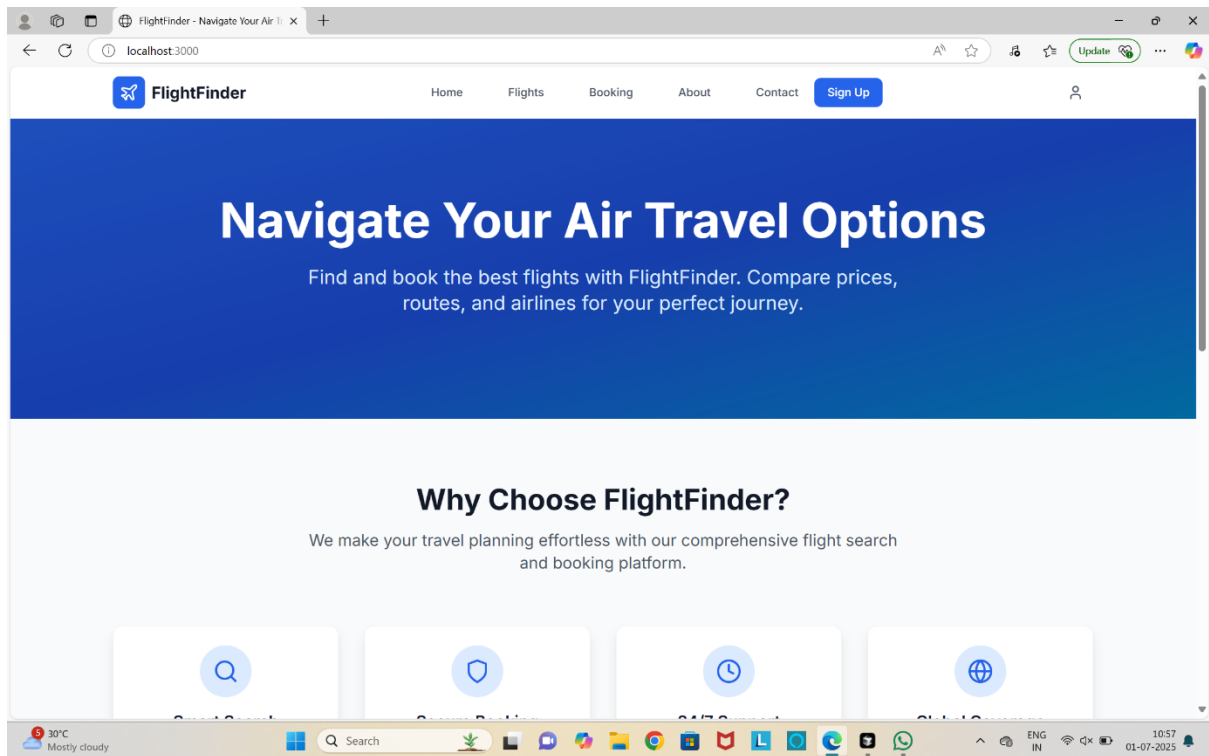 FlightFinder - Navigate Your Air
localhost:3000
Update
FlightFinder
Home Flights Booking About Contact Sign Up
Navigate Your Air Travel Options
Find and book the best flights with FlightFinder. Compare prices,
routes, and airlines for your perfect journey.
Why Choose FlightFinder?
We make your travel planning effortless with our comprehensive flight search
and booking platform.
5
30°C
Mostly cloudy
Search
L
ENG
IN
10:57
01-07-2025